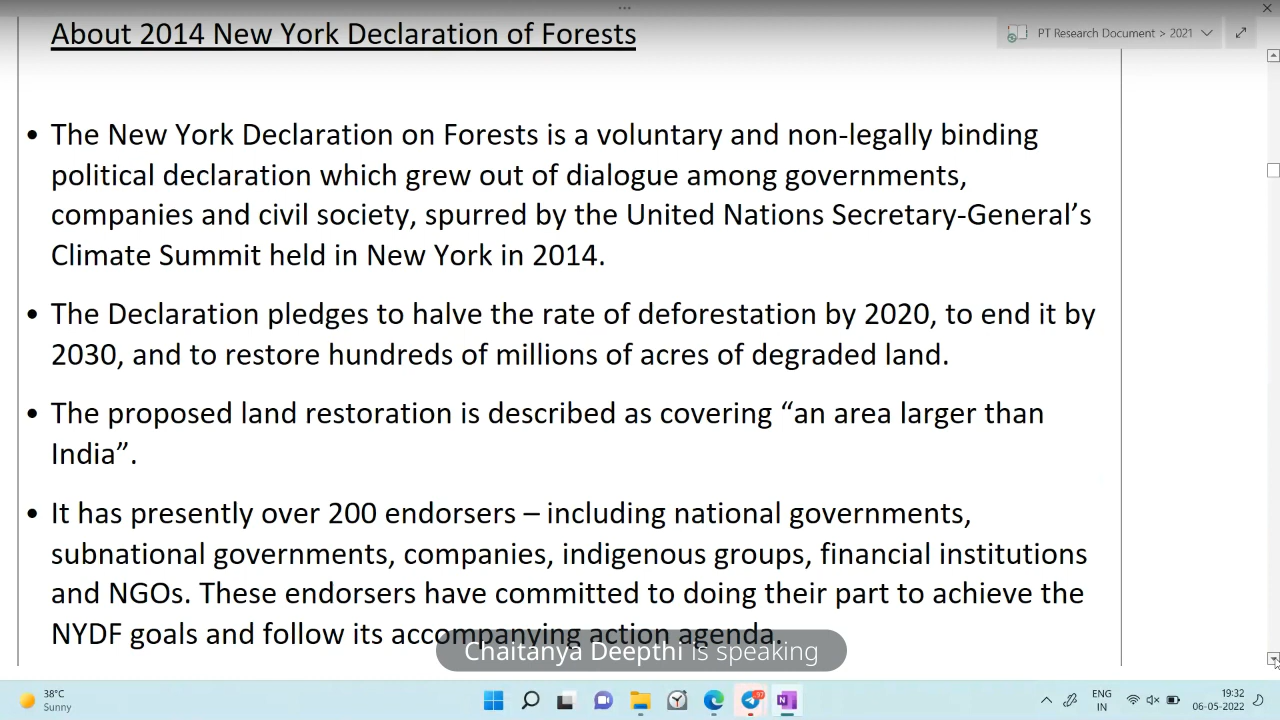 About 2014 New York Declaration of Forests
PT Research Document > 2021
• The New York Declaration on Forests is a voluntary and non-legally binding
political declaration which grew out of dialogue among governments,
companies and civil society, spurred by the United Nations Secretary-General’s
Climate Summit held in New York in 2014.
• The Declaration pledges to halve the rate of deforestation by 2020, to end it by
2030, and to restore hundreds of millions of acres of degraded land.
• The proposed land restoration is described as covering “an area larger than
India”.
• It has presently over 200 endorsers – including national governments,
subnational governments, companies, indigenous groups, financial institutions
and NGOs. These endorsers have committed to doing their part to achieve the
NYDF goals and follow its accompanying action agenda.
Chaitanya Deepthi is speaking
38°C
Sunny
37
N
ENG
IN
19:32
06-05-2022